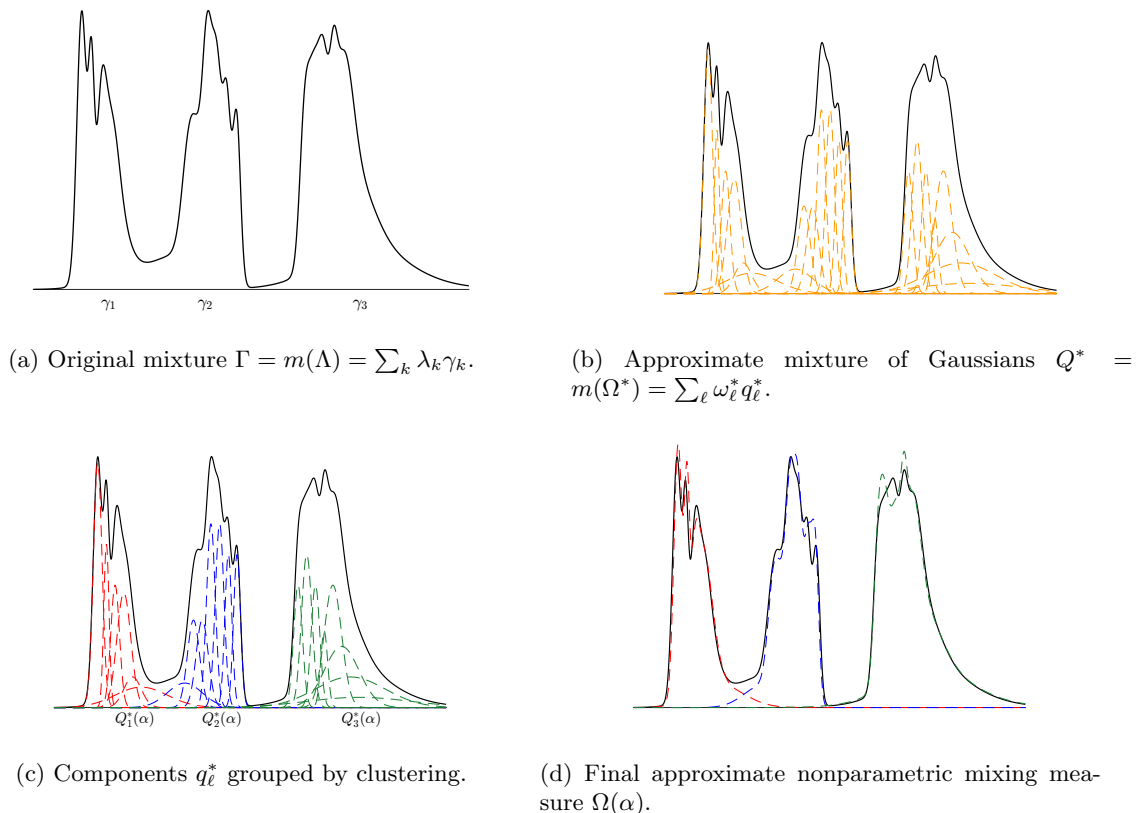 γ1 γ2 γ3
(a) Original mixture Γ = m(Λ) = ∑k λkγk.
(b) Approximate mixture of Gaussians Q* =
m(Ω*) = ∑ℓ ω*ℓ q*ℓ.
Q*1(α) Q*2(α) Q*3(α)
(c) Components q*ℓ grouped by clustering.
(d) Final approximate nonparametric mixing mea-
sure Ω(α).